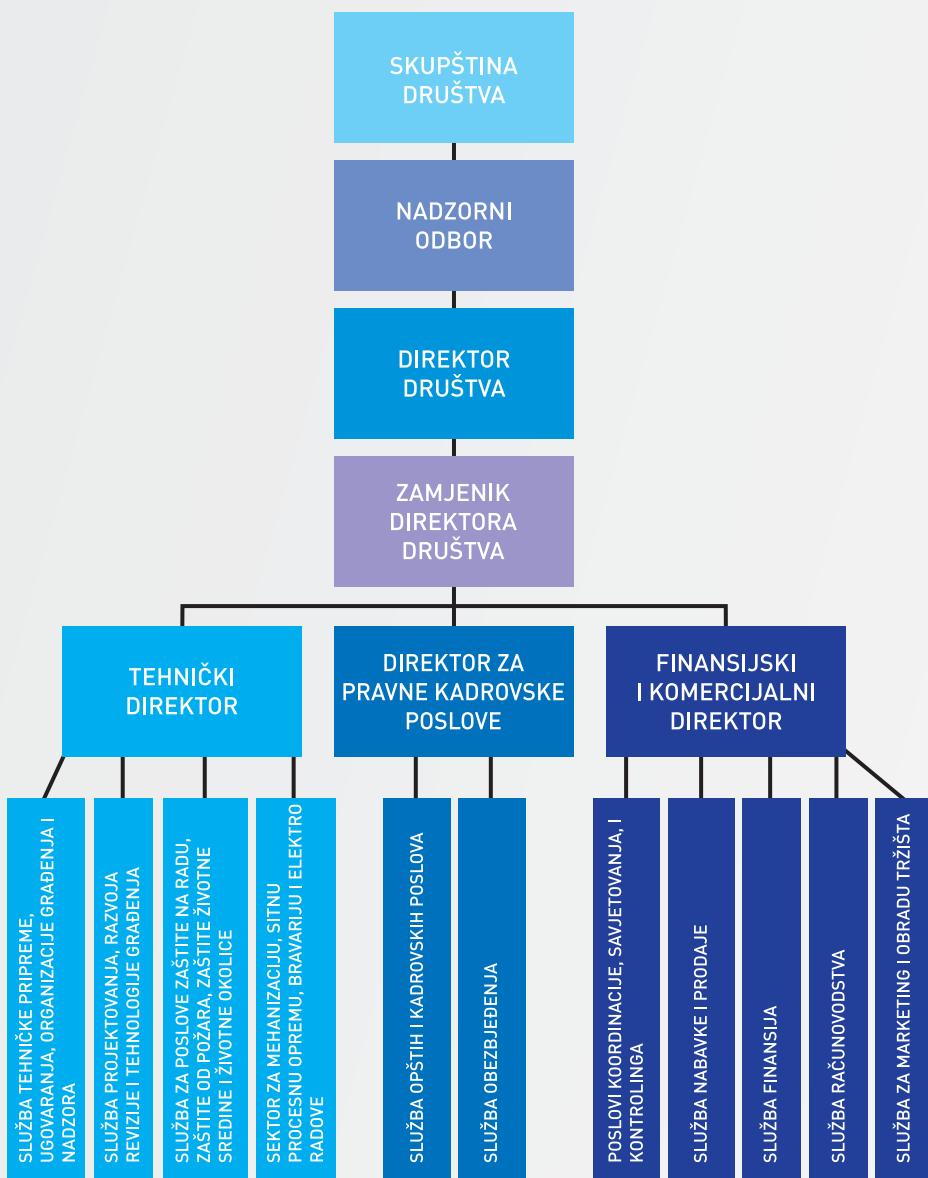 SKUPŠTINA
DRUŠTVA
NADZORNI
ODBOR
DIREKTOR
DRUŠTVA
ZAMJENIK
DIREKTORA
DRUŠTVA
TEHNIČKI
DIREKTOR
DIREKTOR ZA
PRAVNE KADROVSKE
POSLOVE
FINANSIJSKI
I KOMERCIJALNI
DIREKTOR
SLUŽBA TEHNIČKE PRIPREME,
UGOVARANJA, ORGANIZACIJE GRAĐENJA I
NADZORA
SLUŽBA PROJEKTOVANJA, RAZVOJA
REVIZIJE I TEHNOLOGIJE GRAĐENJA
SLUŽBA ZA POSLOVE ZAŠTITE NA RADU,
ZAŠTITE OD POŽARA, ZAŠTITE ŽIVOTNE
SREDINE I ŽIVOTNE OKOLICE
SEKTOR ZA MEHANIZACIJU, SITNU
PROCESNU OPREMU, BRAVARIJU I ELEKTRO
RADOVE
SLUŽBA OPŠTIH I KADROVSKIH POSLOVA
SLUŽBA OBEZBJEĐENJA
POSLOVI KOORDINACIJE, SAVJETOVANJA, I
KONTROLINGA
SLUŽBA NABAVKE I PRODAJE
SLUŽBA FINANSIJA
SLUŽBA RAČUNOVODSTVA
SLUŽBA ZA MARKETING I OBRADU TRŽIŠTA